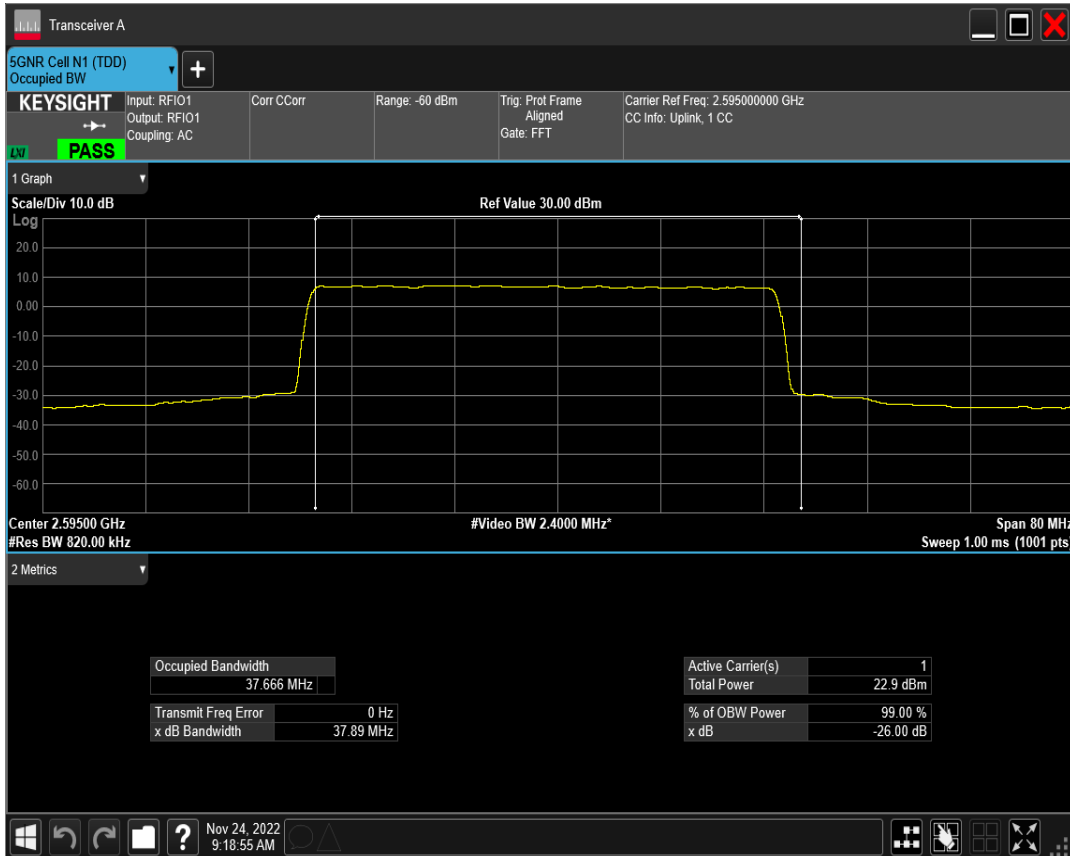 Transceiver A
5GNR Cell N1 (TDD)
Occupied BW
+
KEYSIGHT
LXI
PASS
Input: RFIO1
Output: RFIO1
Coupling: AC
Corr CCorr
Range: -60 dBm
Trig: Prot Frame
Aligned
Gate: FFT
Carrier Ref Freq: 2.595000000 GHz
CC Info: Uplink, 1 CC
1 Graph
Scale/Div 10.0 dB
Ref Value 30.00 dBm
Log
20.0
10.0
0.00
-10.0
-20.0
-30.0
-40.0
-50.0
-60.0
Center 2.59500 GHz
#Video BW 2.4000 MHz*
Span 80 MHz
#Res BW 820.00 kHz
Sweep 1.00 ms (1001 pts)
2 Metrics
Occupied Bandwidth
37.666 MHz
Transmit Freq Error 0 Hz
x dB Bandwidth 37.89 MHz
Active Carrier(s) 1
Total Power 22.9 dBm
% of OBW Power 99.00 %
x dB -26.00 dB
?
Nov 24, 2022
9:18:55 AM